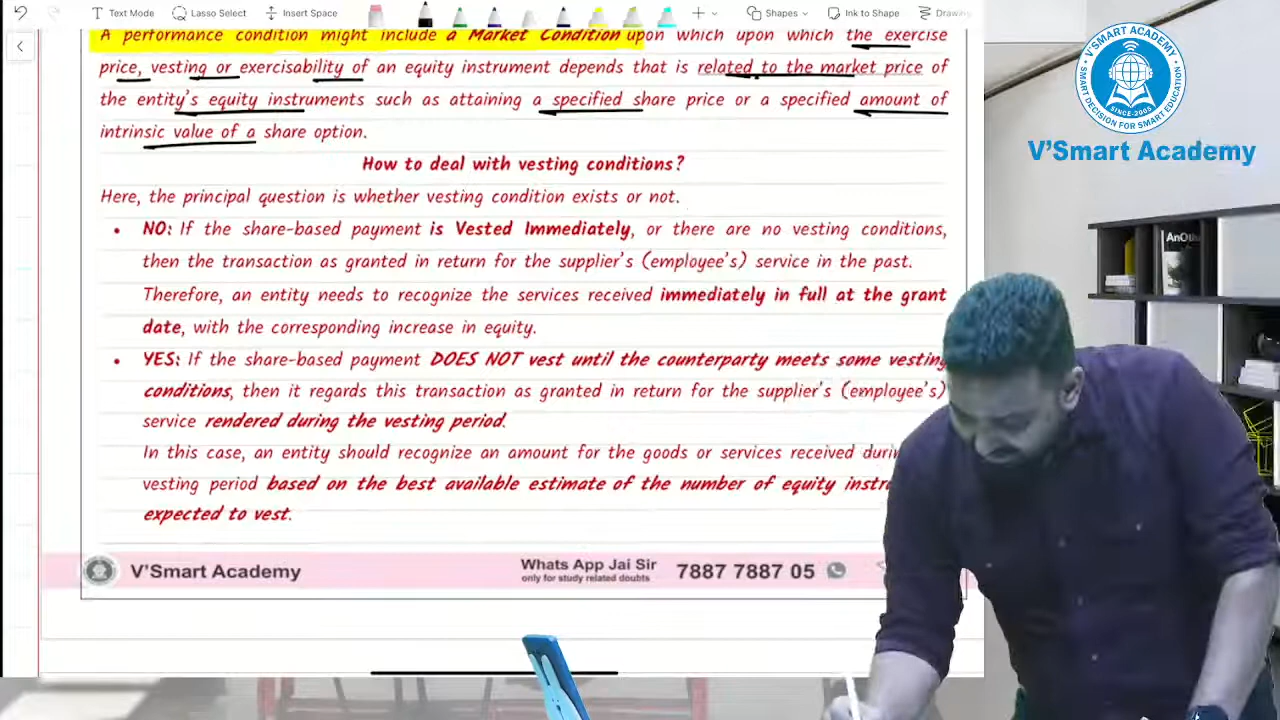 Text Mode Lasso Select Insert Space Shapes Ink to Shape Drawing
A performance condition might include a Market Condition upon which upon which the exercise
price, vesting or exercisability of an equity instrument depends that is related to the market price of
the entity's equity instruments such as attaining a specified share price or a specified amount of
intrinsic value of a share option.
How to deal with vesting conditions?
Here, the principal question is whether vesting condition exists or not.
• NO: If the share-based payment is Vested Immediately, or there are no vesting conditions,
then the transaction as granted in return for the supplier's (employee's) service in the past.
Therefore, an entity needs to recognize the services received immediately in full at the grant
date, with the corresponding increase in equity.
• YES: If the share-based payment DOES NOT vest until the counterparty meets some vesting
conditions, then it regards this transaction as granted in return for the supplier's (employee's)
service rendered during the vesting period.
In this case, an entity should recognize an amount for the goods or services received
vesting period based on the best available estimate of the number of equity
expected to vest.
V'Smart Academy
Whats App Jai Sir
only for study related doubts
7887 7887 05
V'SMART ACADEMY
SINCE-2005
SMART DECISION FOR SMART EDUCATION
V'Smart Academy